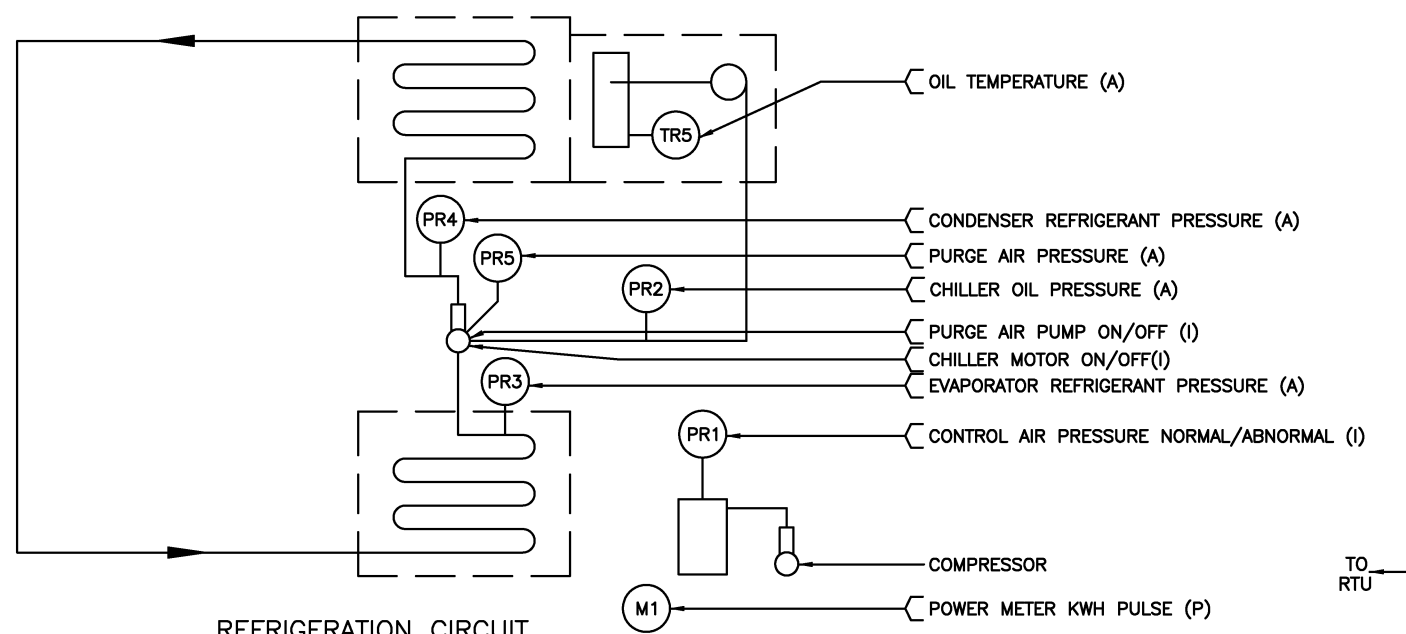 OIL TEMPERATURE (A)
TR5
PR4
CONDENSER REFRIGERANT PRESSURE (A)
PR5
PURGE AIR PRESSURE (A)
PR2
CHILLER OIL PRESSURE (A)
PURGE AIR PUMP ON/OFF (I)
CHILLER MOTOR ON/OFF(I)
PR3
EVAPORATOR REFRIGERANT PRESSURE (A)
PR1
CONTROL AIR PRESSURE NORMAL/ABNORMAL (I)
COMPRESSOR
TO
RTU
M1
POWER METER KWH PULSE (P)
REFRIGERATION CIRCUIT